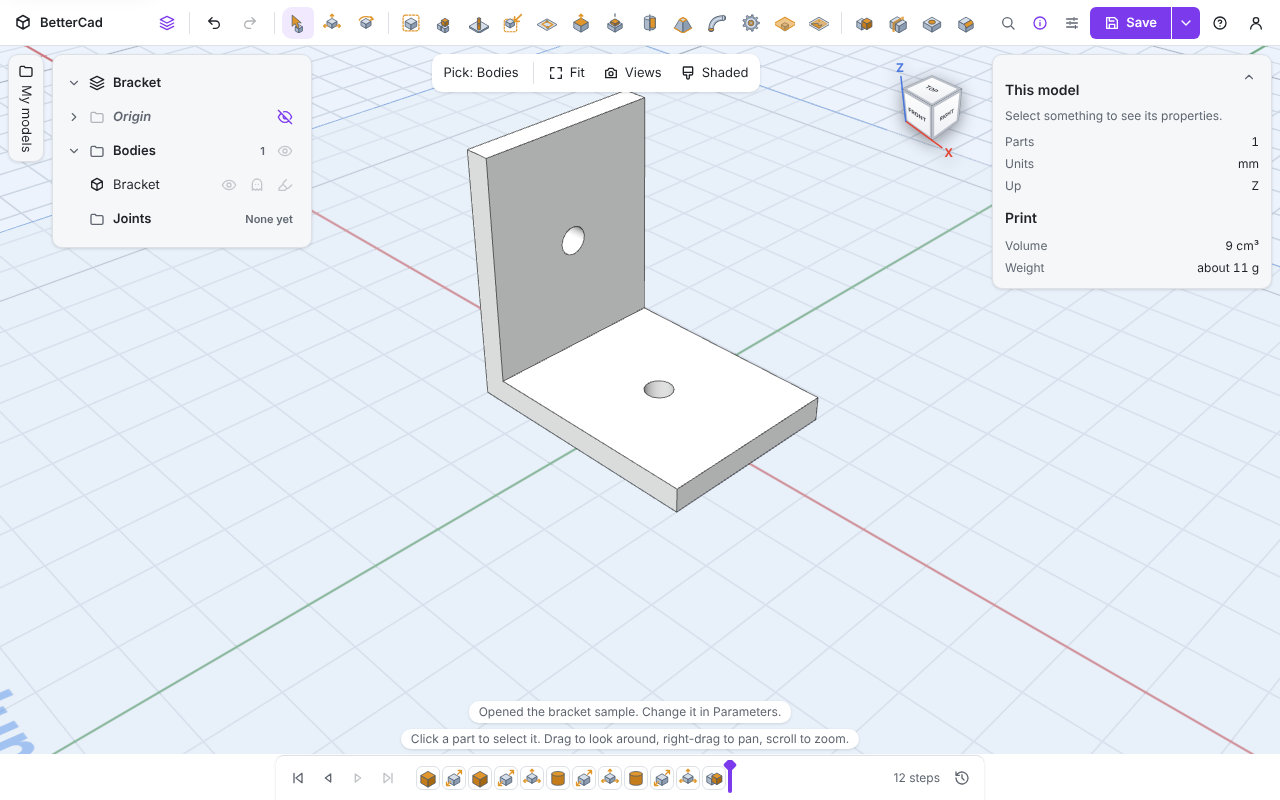 BetterCad
Save
My models
Bracket
Origin
Bodies 1
Bracket
Joints None yet
Pick: Bodies Fit Views Shaded
Z
TOP
FRONT
RIGHT
X
This model
Select something to see its properties.
Parts 1
Units mm
Up Z
Print
Volume 9 cm³
Weight about 11 g
Opened the bracket sample. Change it in Parameters.
Click a part to select it. Drag to look around, right-drag to pan, scroll to zoom.
12 steps